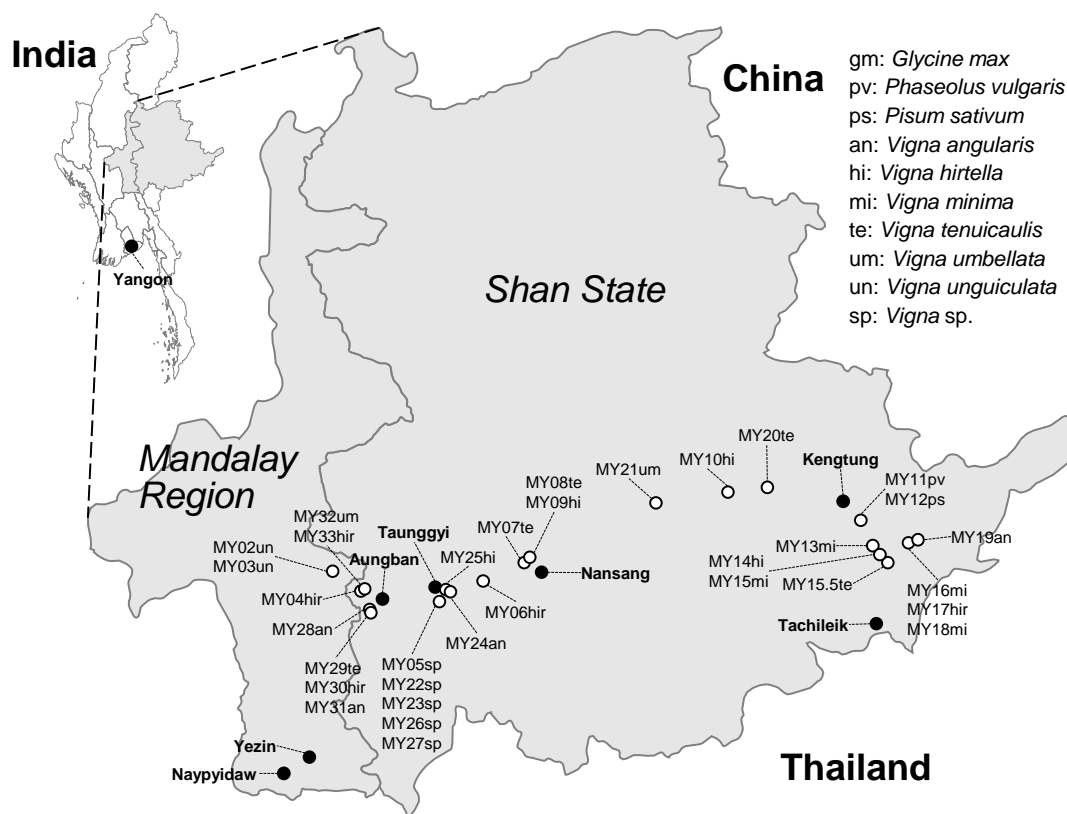 India
China
gm: Glycine max
pv: Phaseolus vulgaris
ps: Pisum sativum
an: Vigna angularis
hi: Vigna hirtella
mi: Vigna minima
te: Vigna tenuicaulis
um: Vigna umbellata
un: Vigna unguiculata
sp: Vigna sp.
Yangon
Shan State
Mandalay
Region
MY20te
MY21um
MY10hi
Kengtung
MY08te
MY09hi
MY11pv
MY12ps
MY32um
MY33hir
Taunggyi
MY07te
MY02un
MY03un
Aungban
MY25hi
MY13mi
MY19an
MY14hi
MY15mi
Nansang
MY15.5te
MY04hir
MY06hir
MY16mi
MY17hir
MY18mi
MY28an
MY24an
Tachileik
MY29te
MY30hir
MY31an
MY05sp
MY22sp
MY23sp
MY26sp
MY27sp
Yezin
Naypyidaw
Thailand